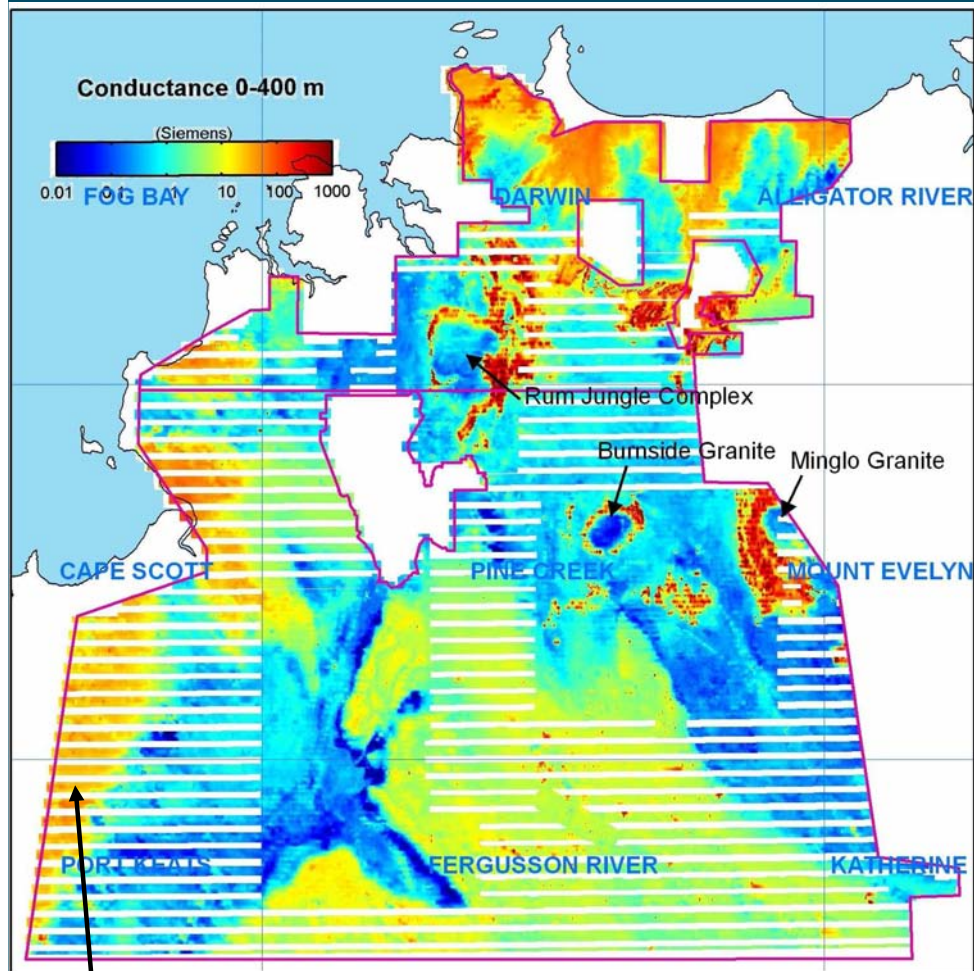 Conductance 0-400 m
(Siemens)
0.01 0.1 1 10 100 1000
FOG BAY
DARWIN
ALLIGATOR RIVER
Rum Jungle Complex
Burnside Granite
Minglo Granite
CAPE SCOTT
PINE CREEK
MOUNT EVELYN
PORT KEATS
FERGUSSON RIVER
KATHERINE